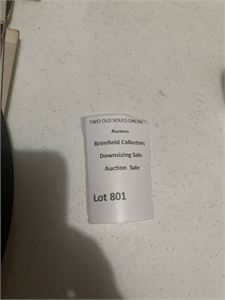 TWO OLD SOULS ONLINE
Auctions
Brimfield Collectors
Downsizing Sale
Auction Sale
Lot 801